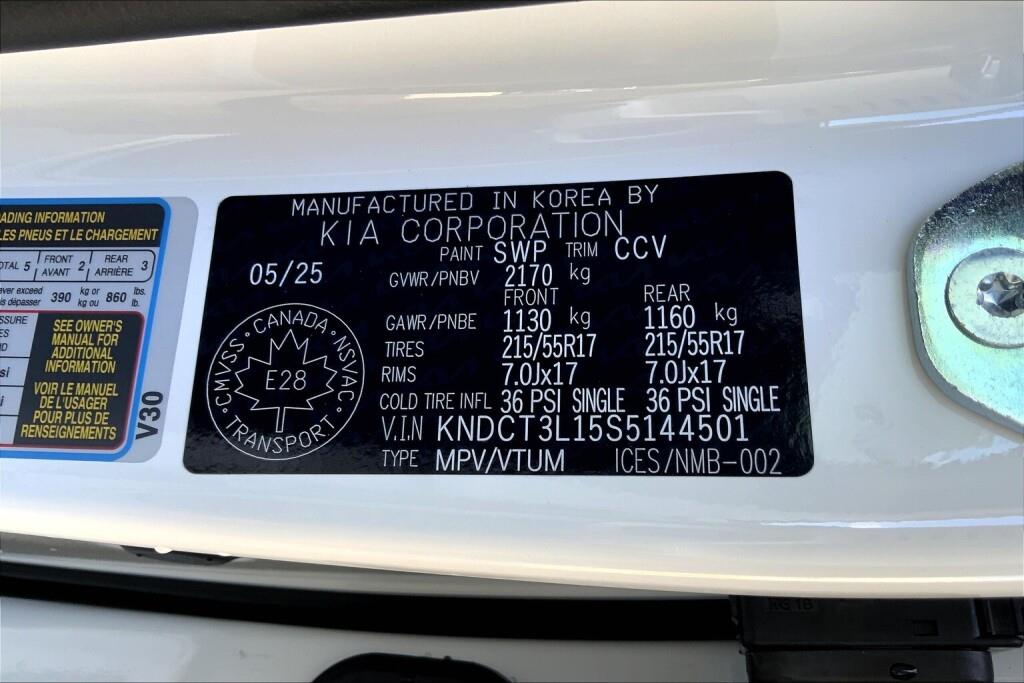 MANUFACTURED IN KOREA BY
KIA CORPORATION
PAINT SWP TRIM CCV
05/25
GVWR/PNBV 2170 kg
FRONT REAR
GAWR/PNBE 1130 kg 1160 kg
TIRES 215/55R17 215/55R17
RIMS 7.0Jx17 7.0Jx17
COLD TIRE INFL 36 PSI SINGLE 36 PSI SINGLE
V.I.N KNDCT3L15S5144501
TYPE MPV/VTUM ICES/NMB-002
CANADA
CMVSS NSVAC
E28
TRANSPORT
ADING INFORMATION
LES PNEUS ET LE CHARGEMENT
OTAL 5 FRONT AVANT 2 REAR ARRIÈRE 3
ever exceed 390 kg or 860 lbs.
dépasser kg ou lb.
SSURE
ES
D
si
i
SEE OWNER'S
MANUAL FOR
ADDITIONAL
INFORMATION
VOIR LE MANUEL
DE L'USAGER
POUR PLUS DE
RENSEIGNEMENTS
V30